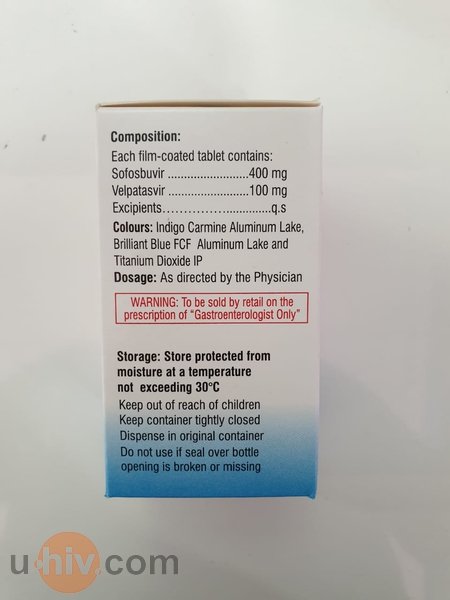 Composition:
Each film-coated tablet contains:
Sofosbuvir ..........................400 mg
Velpatasvir .........................100 mg
Excipients……………..............q.s
Colours: Indigo Carmine Aluminum Lake,
Brilliant Blue FCF Aluminum Lake and
Titanium Dioxide IP
Dosage: As directed by the Physician
WARNING: To be sold by retail on the
prescription of “Gastroenterologist Only”
Storage: Store protected from
moisture at a temperature
not exceeding 30°C
Keep out of reach of children
Keep container tightly closed
Dispense in original container
Do not use if seal over bottle
opening is broken or missing
u-hiv.com